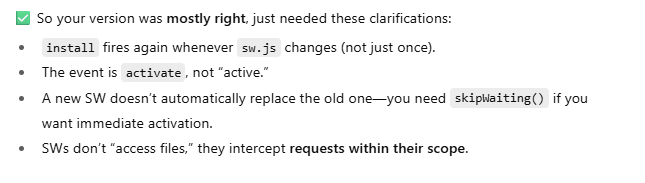 ✅ So your version was mostly right, just needed these clarifications:
• install fires again whenever sw.js changes (not just once).
• The event is activate, not “active.”
• A new SW doesn’t automatically replace the old one—you need skipWaiting() if you
want immediate activation.
• SWs don’t “access files,” they intercept requests within their scope.